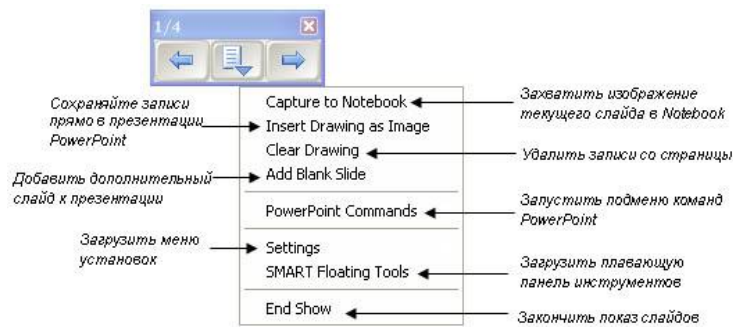 1/4
Сохраняйте записи
прямо в презентации
PowerPoint
Добавить дополнительный
слайд к презентации
Загрузить меню
установок
Capture to Notebook
Insert Drawing as Image
Clear Drawing
Add Blank Slide
PowerPoint Commands
Settings
SMART Floating Tools
End Show
Захватить изображение
текущего слайда в Notebook
Удалить записи со страницы
Запустить подменю команд
PowerPoint
Загрузить плавающую
панель инструментов
Закончить показ слайдов